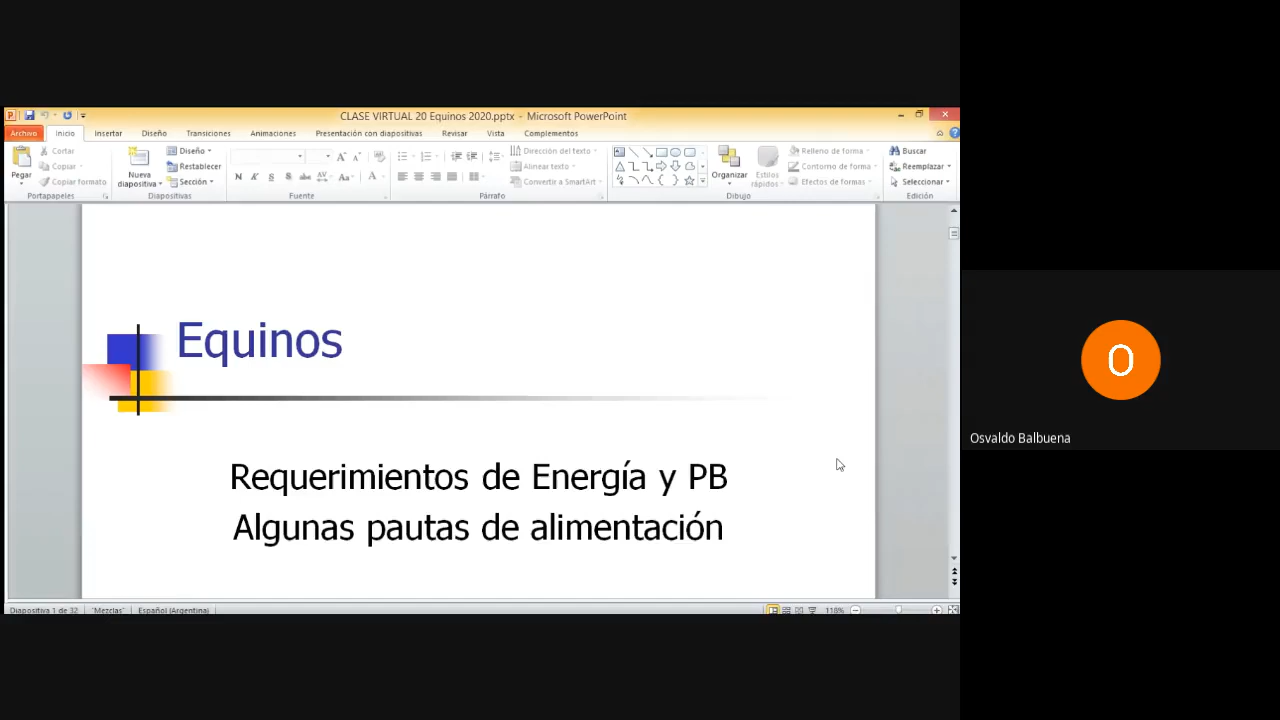 CLASE VIRTUAL 20 Equinos 2020.pptx - Microsoft PowerPoint
Archivo Inicio Insertar Diseño Transiciones Animaciones Presentación con diapositivas Revisar Vista Complementos
Pegar
Cortar
Copiar
Copiar formato
Portapapeles
Nueva
diapositiva
Diseño
Restablecer
Sección
Diapositivas
N K S S abc AV Aa A
Fuente
Dirección del texto
Alinear texto
Convertir a SmartArt
Párrafo
Organizar
Estilos
rápidos
Relleno de forma
Contorno de forma
Efectos de formas
Dibujo
Buscar
Reemplazar
Seleccionar
Edición
Equinos
Requerimientos de Energía y PB
Algunas pautas de alimentación
O
Osvaldo Balbuena
Diapositiva 1 de 32 "Mezclas" Español (Argentina) 118%